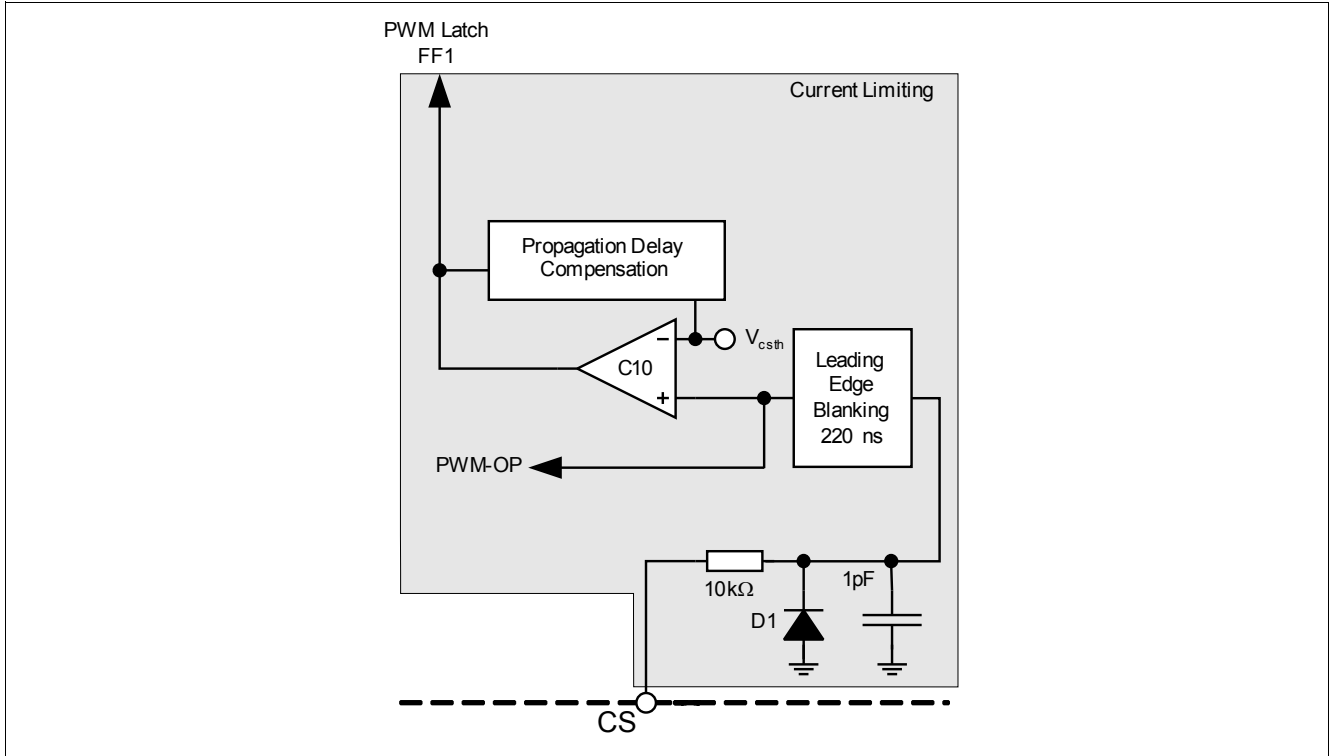 PWM Latch
FF1
Current Limiting
Propagation Delay
Compensation
Vcsth
C10
Leading
Edge
Blanking
220 ns
PWM-OP
10kΩ
1pF
D1
CS